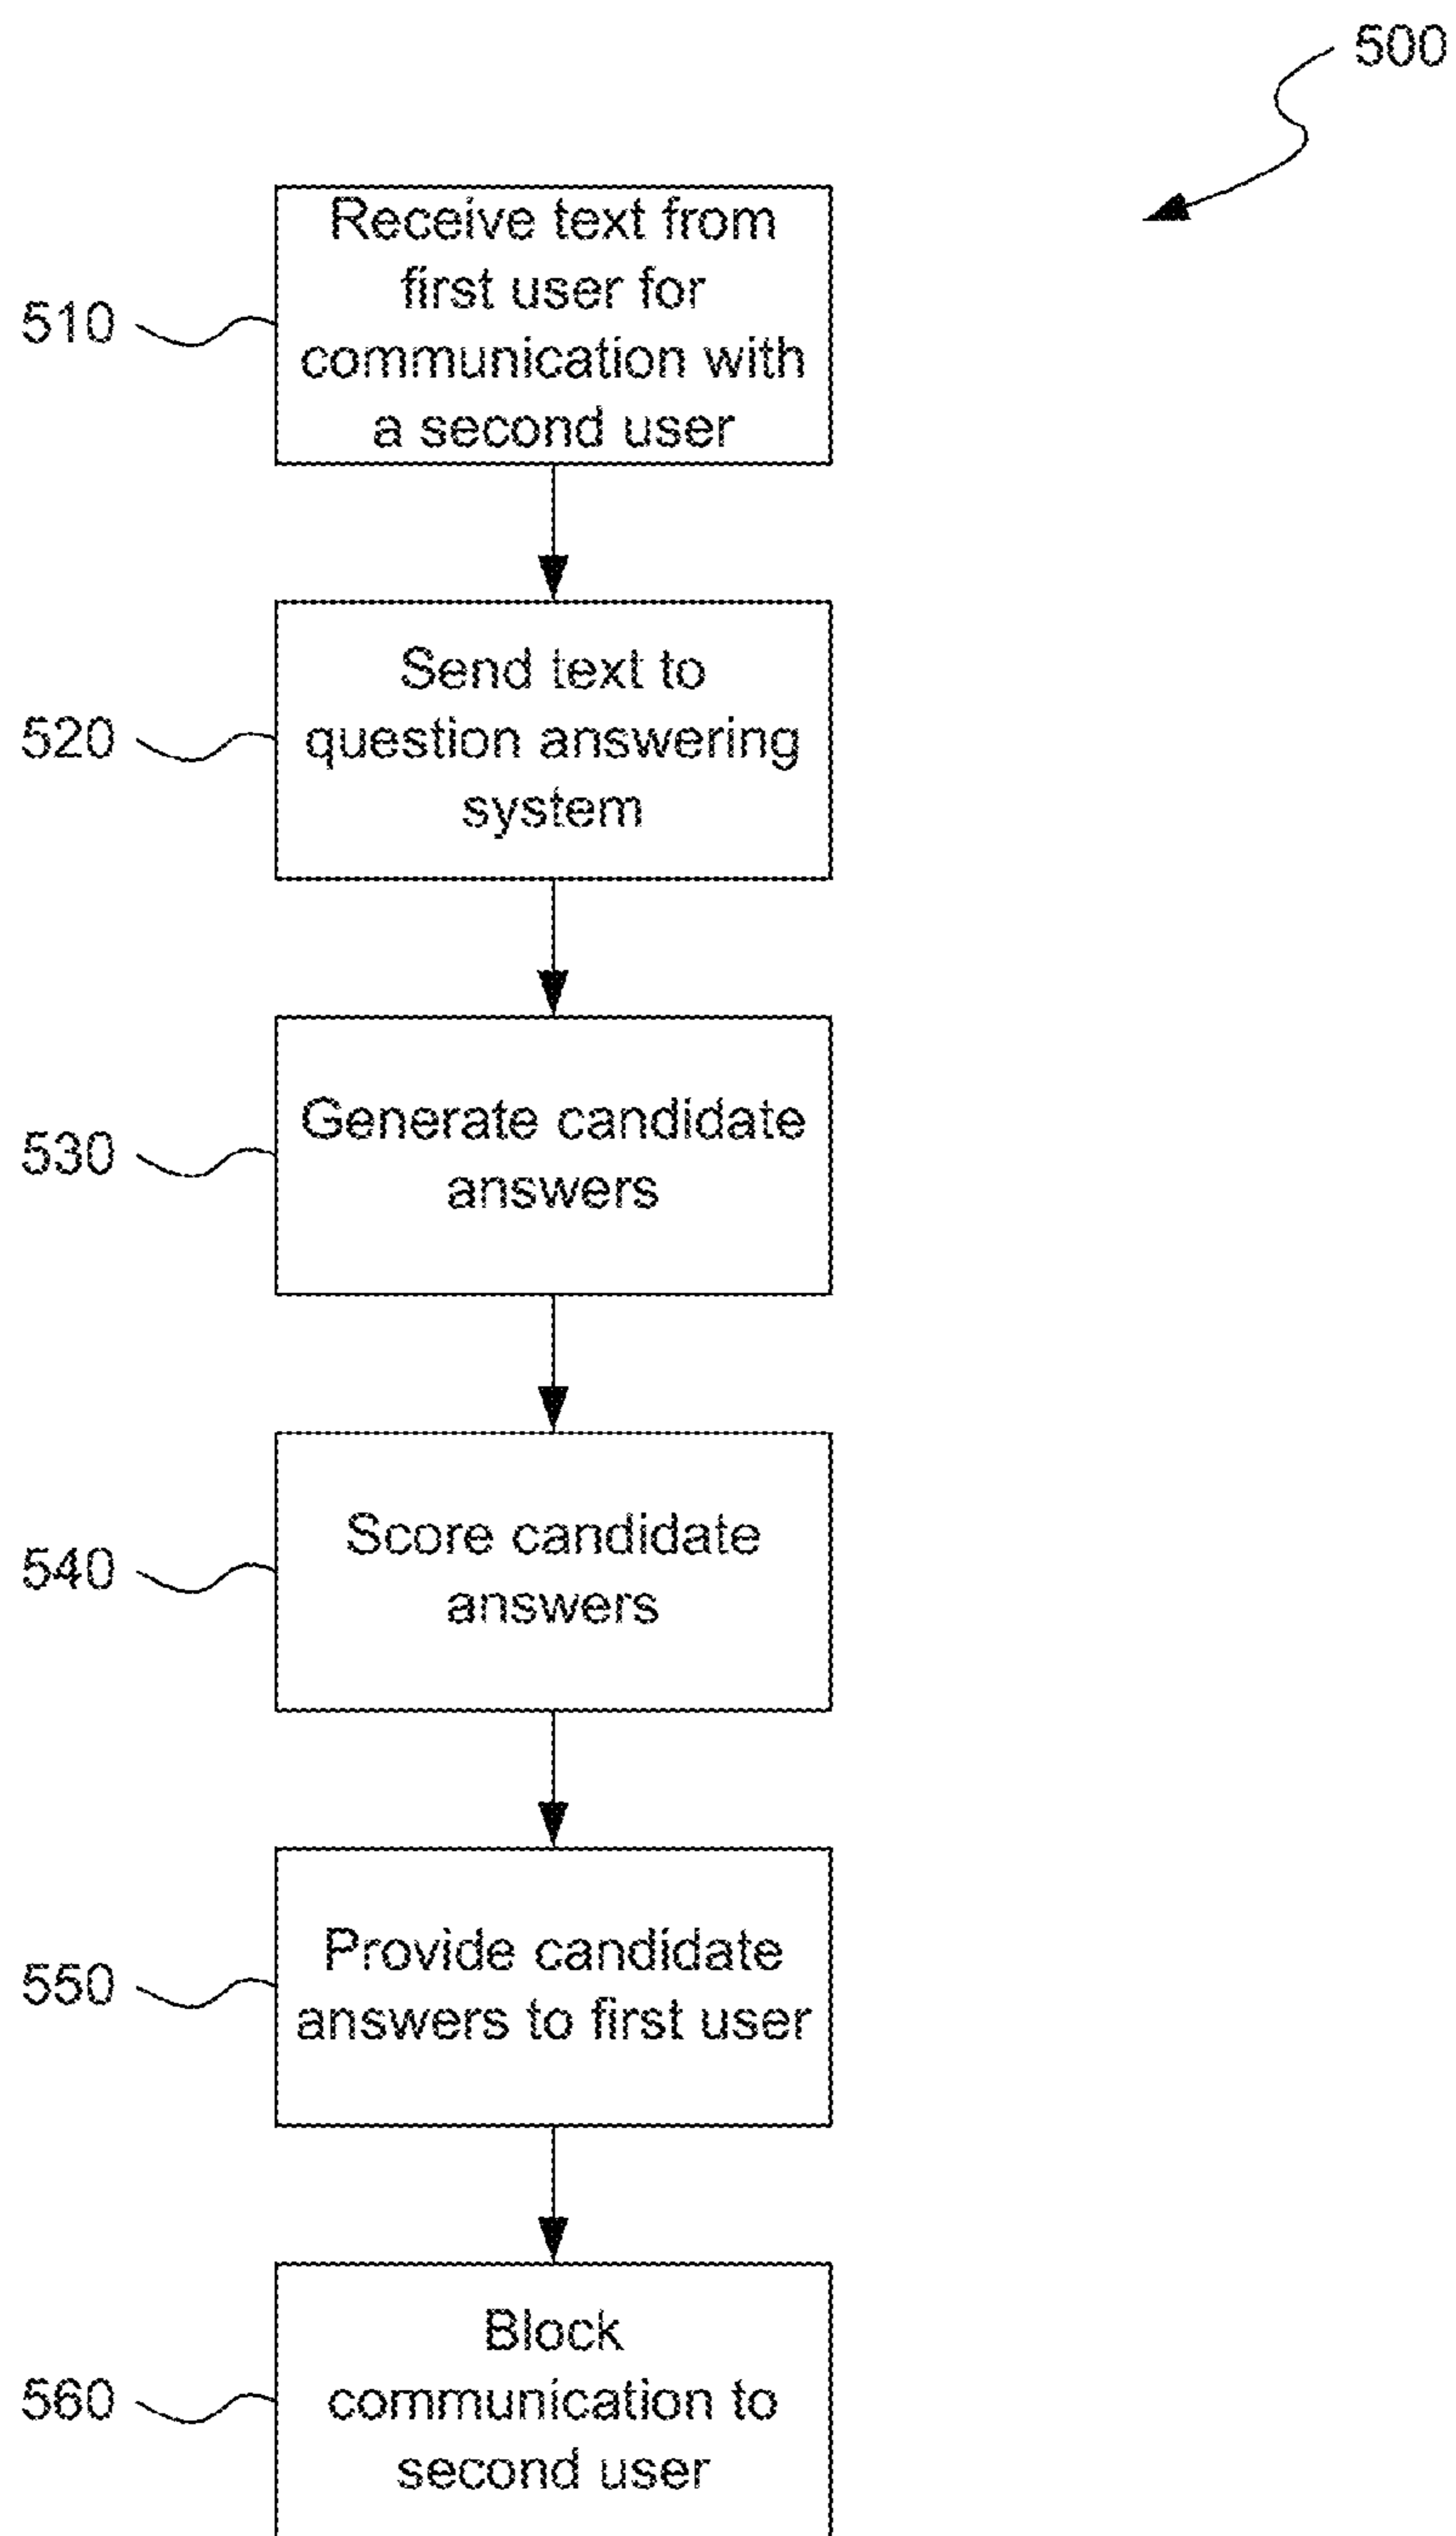 500
510
Receive text from
first user for
communication with
a second user
520
Send text to
question answering
system
530
Generate candidate
answers
540
Score candidate
answers
550
Provide candidate
answers to first user
560
Block
communication to
second user